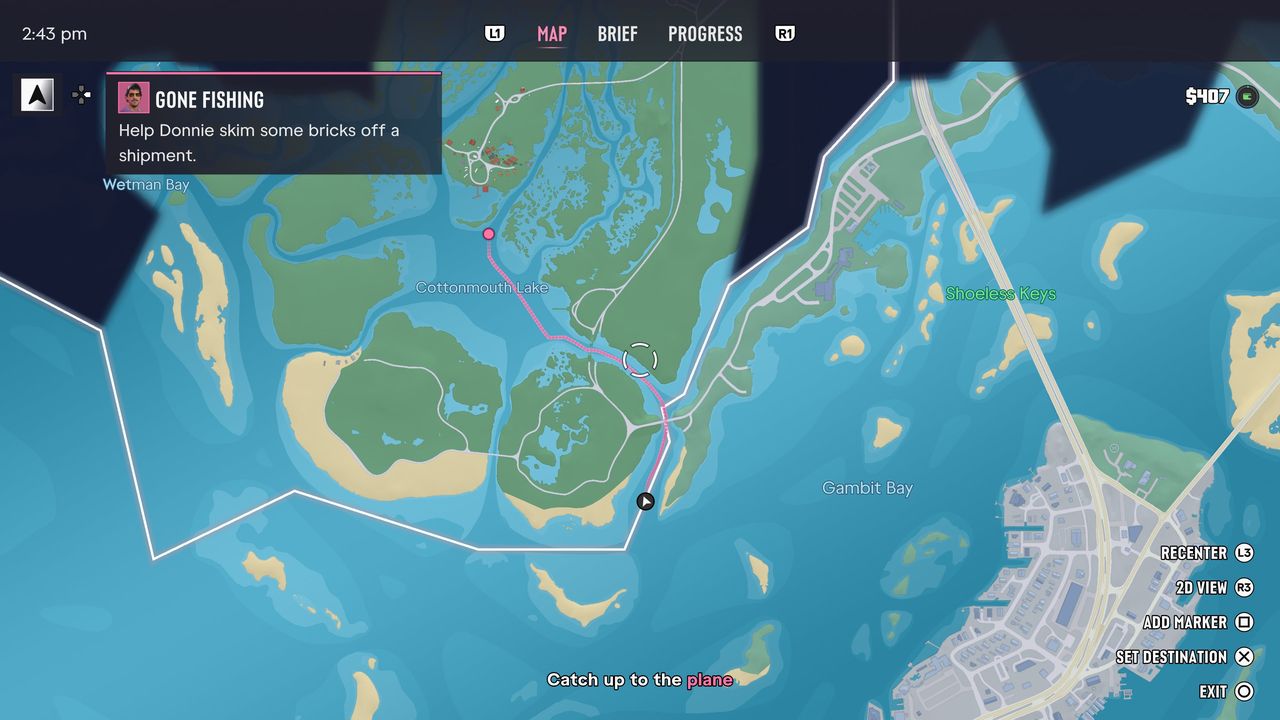 2:43 pm
L1 MAP BRIEF PROGRESS R1
$407
GONE FISHING
Help Donnie skim some bricks off a
shipment.
Wetman Bay
Cottonmouth Lake
Shoeless Keys
Gambit Bay
RECENTER L3
2D VIEW R3
ADD MARKER
SET DESTINATION
EXIT
Catch up to the plane